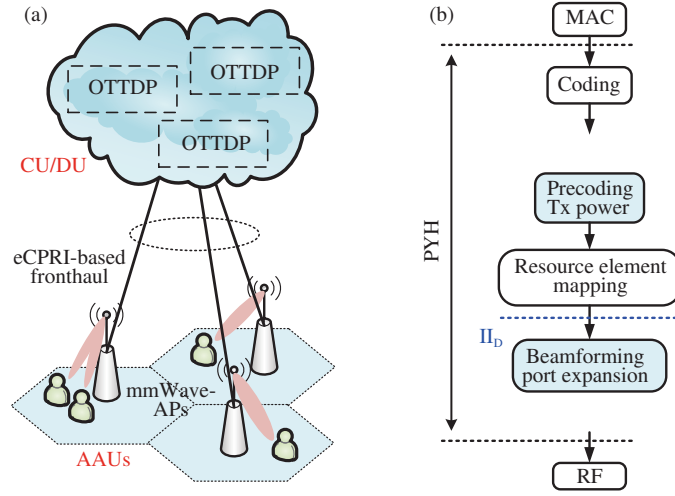 (a)
OTTDP
OTTDP
OTTDP
CU/DU
eCPRI-based
fronthaul
mmWave-
APs
AAUs
(b)
MAC
Coding
Precoding
Tx power
PYH
Resource element
mapping
II_D
Beamforming
port expansion
RF